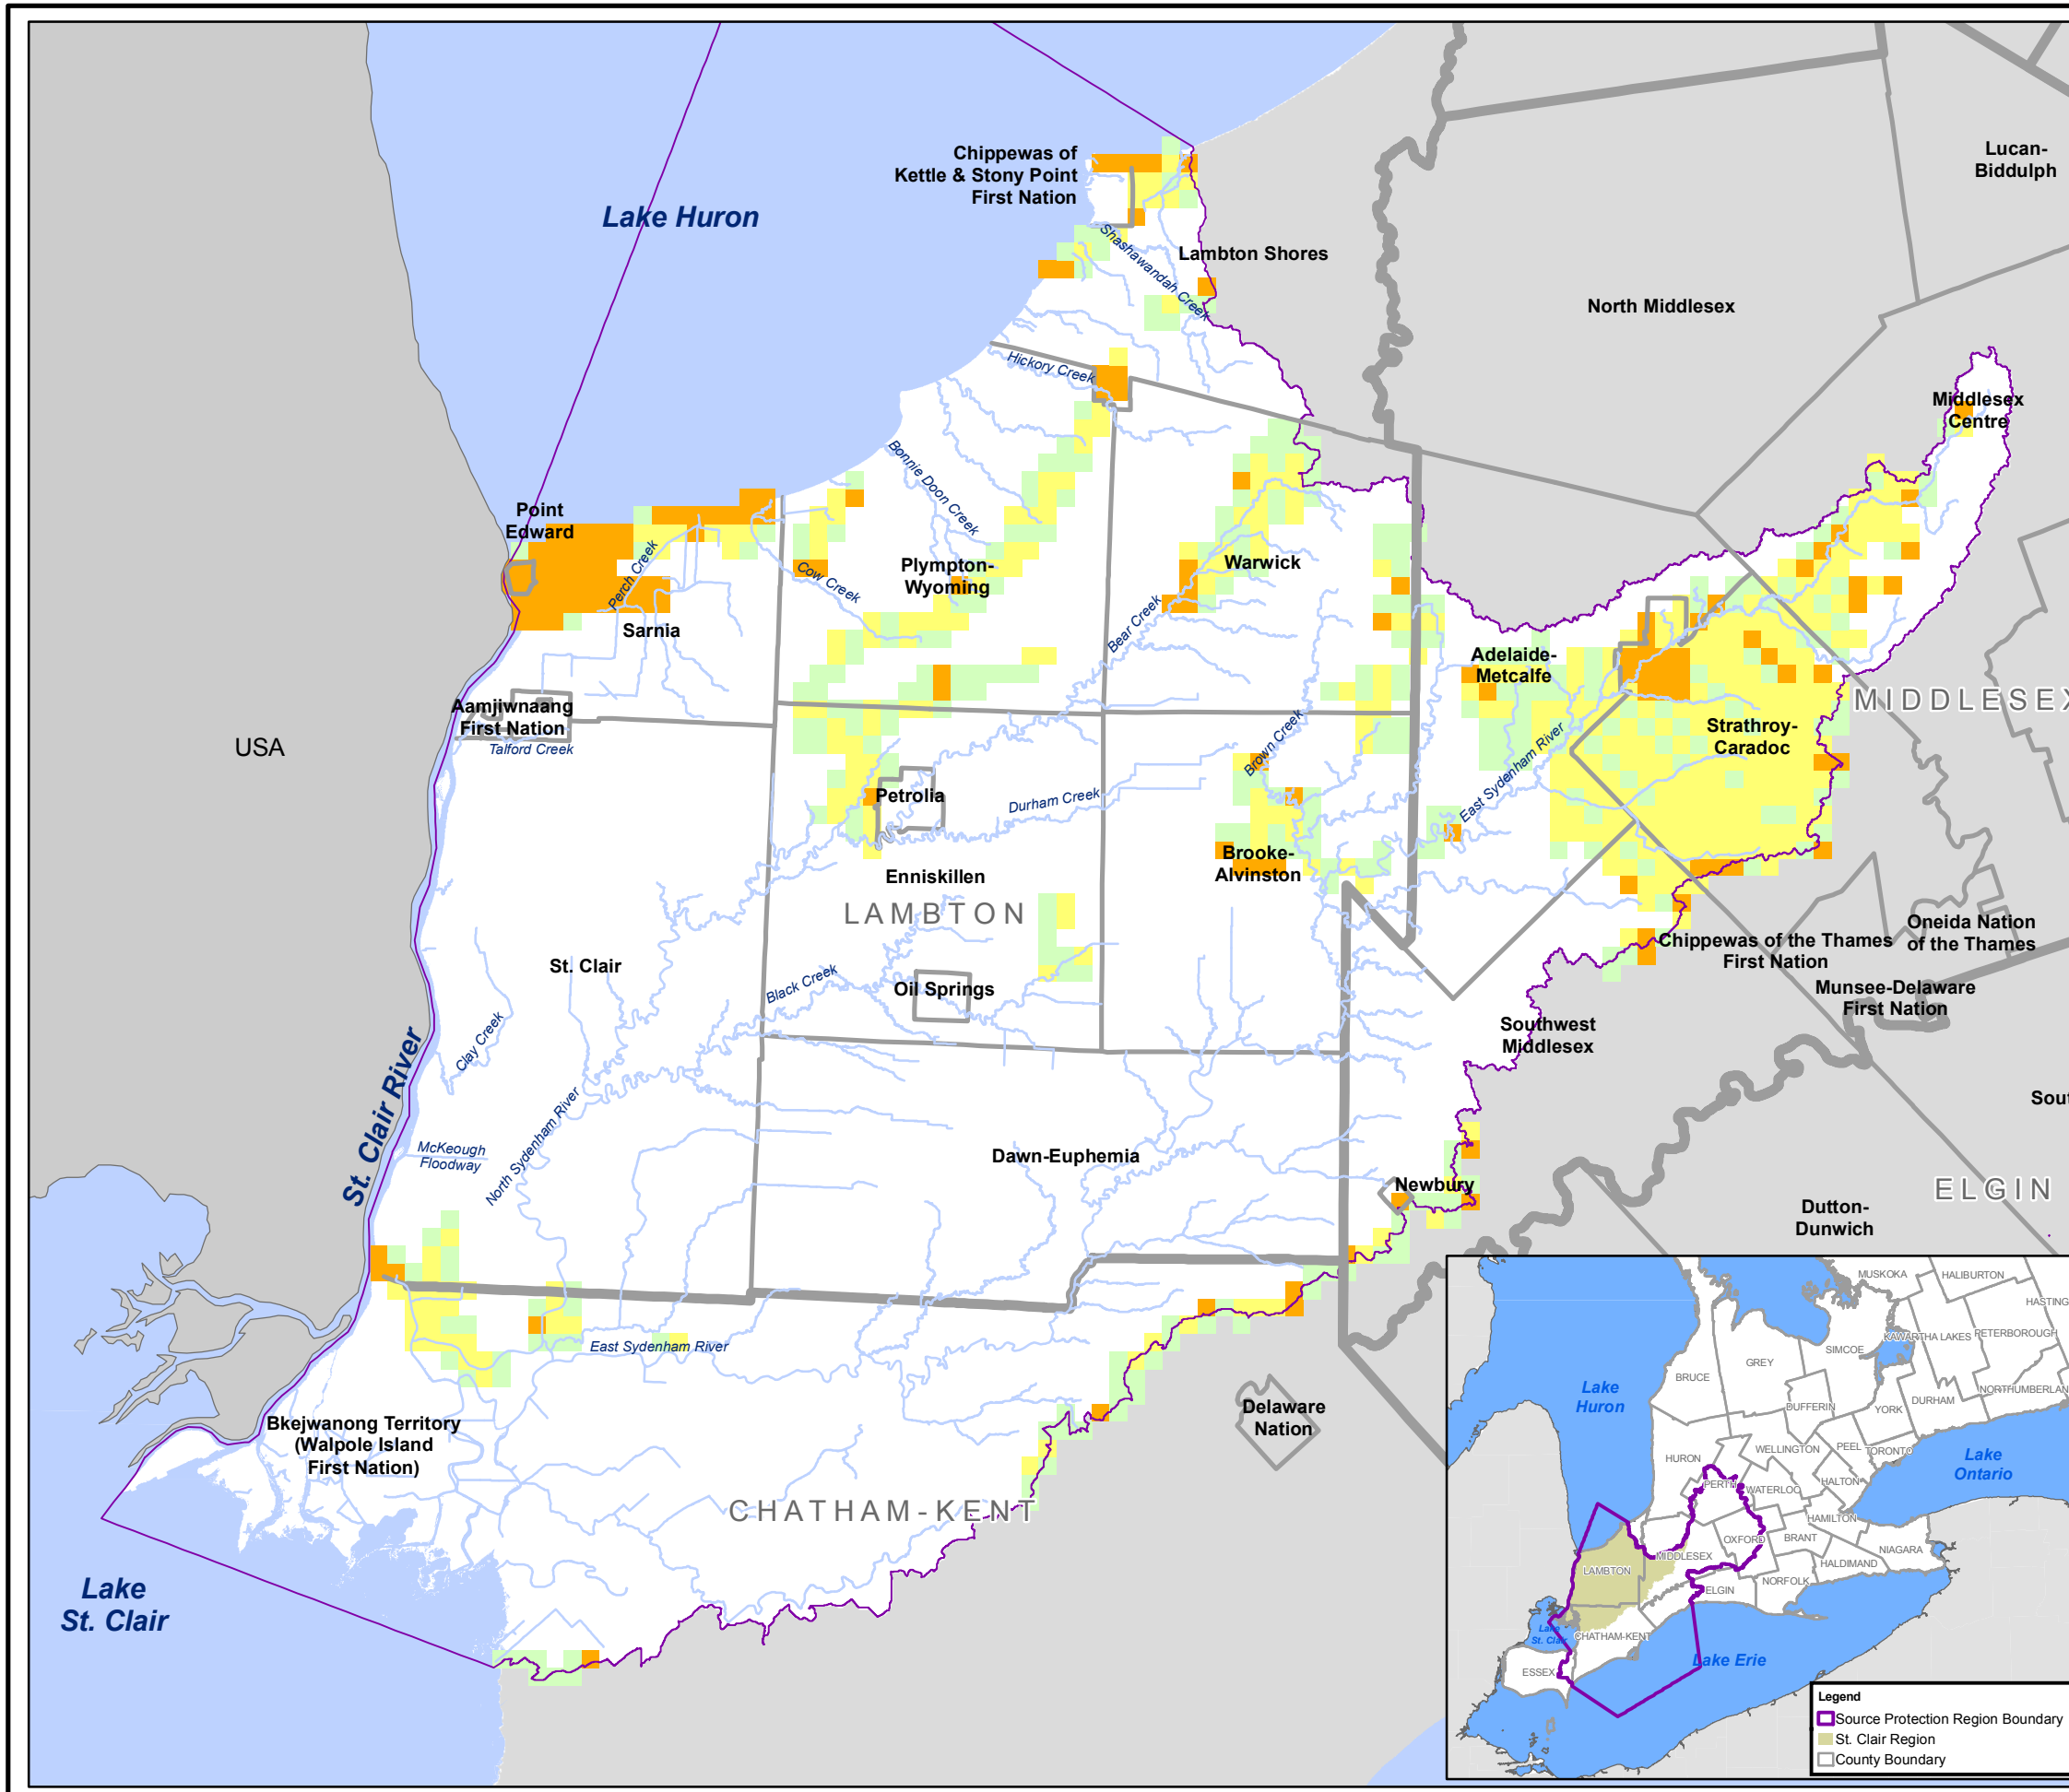 Lake Huron
Chippewas of
Kettle & Stony Point
First Nation
Shashawandah Creek
Lambton Shores
Lucan-
Biddulph
North Middlesex
Hickory Creek
Middlesex
Centre
Bonnie Doon Creek
Point
Edward
Perch Creek
Cow Creek
Plympton-
Wyoming
Warwick
Bear Creek
Sarnia
Adelaide-
Metcalfe
MIDDLESEX
Aamjiwnaang
First Nation
Talford Creek
USA
Strathroy-
Caradoc
Brown Creek
East Sydenham River
Petrolia
Durham Creek
Brooke-
Alvinston
Enniskillen
LAMBTON
St. Clair
Black Creek
Oil Springs
Chippewas of the Thames
First Nation
Oneida Nation
of the Thames
Munsee-Delaware
First Nation
Southwest
Middlesex
Clay Creek
St. Clair River
North Sydenham River
McKeough
Floodway
Dawn-Euphemia
Newbury
Sout
ELGIN
Dutton-
Dunwich
East Sydenham River
Bkejwanong Territory
(Walpole Island
First Nation)
Delaware
Nation
CHATHAM-KENT
Lake
St. Clair
MUSKOKA
HALIBURTON
HASTING
KAWARTHA LAKES
PETERBOROUGH
SIMCOE
GREY
BRUCE
Lake
Huron
NORTHUMBERLAN
DURHAM
YORK
DUFFERIN
WELLINGTON
PEEL
TORONTO
HURON
PERTH
WATERLOO
HALTON
Lake
Ontario
HAMILTON
OXFORD
BRANT
NIAGARA
MIDDLESEX
HALDIMAND
LAMBTON
NORFOLK
ELGIN
Lake
St. Clair
CHATHAM-KENT
Lake Erie
ESSEX
Legend
Source Protection Region Boundary
St. Clair Region
County Boundary